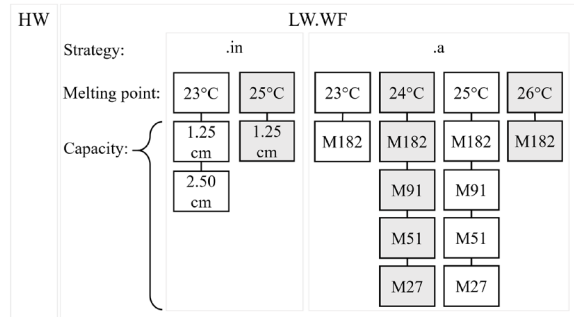 HW LW.WF
Strategy: .in .a
Melting point: 23°C 25°C 23°C 24°C 25°C 26°C
Capacity: 1.25 cm 1.25 cm M182 M182 M182 M182
2.50 cm M91 M91
M51 M51
M27 M27